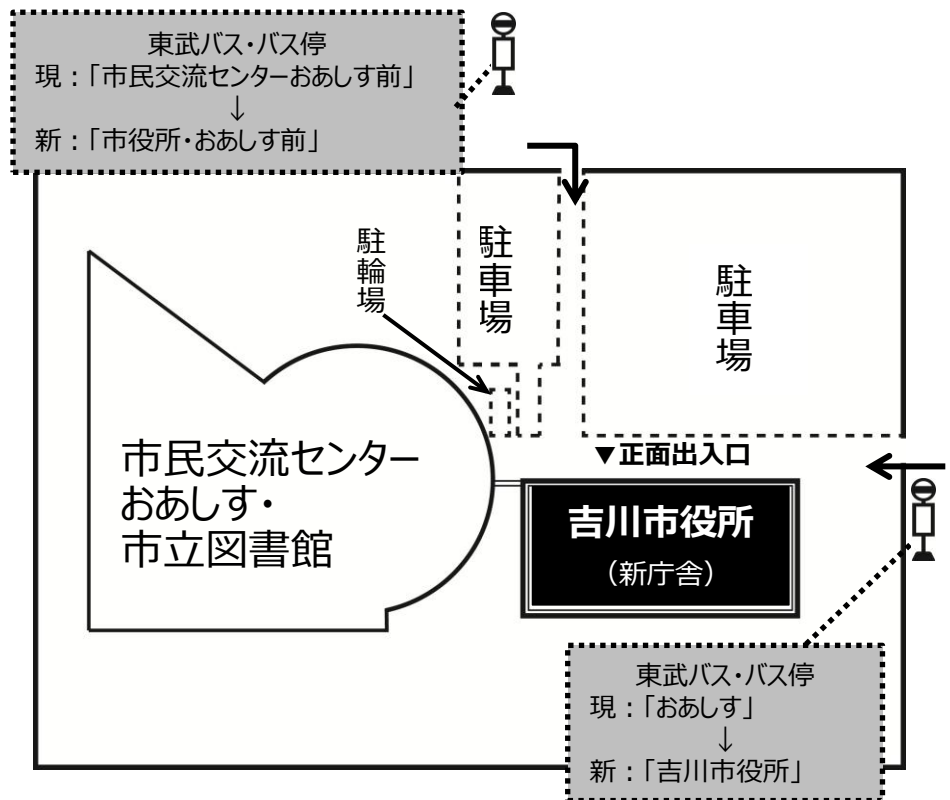 東武バス・バス停
現：「市民交流センターおあしす前」
↓
新：「市役所・おあしす前」
駐輪場
駐車場
駐車場
市民交流センター
おあしす・
市立図書館
▼正面出入口
吉川市役所
（新庁舎）
東武バス・バス停
現：「おあしす」
↓
新：「吉川市役所」